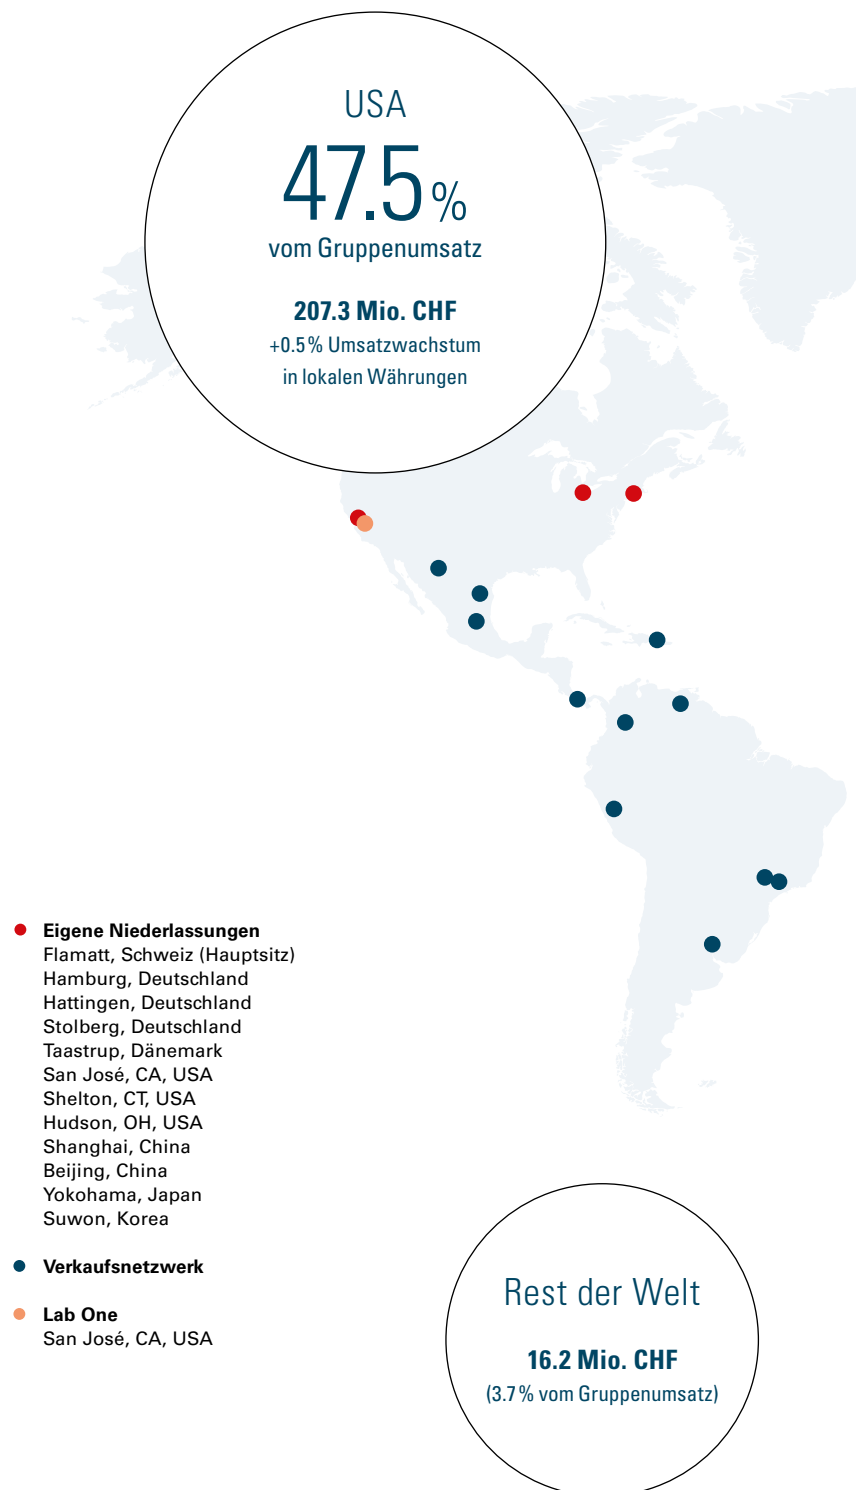 USA
47.5 %
vom Gruppenumsatz
207.3 Mio. CHF
+0.5 % Umsatzwachstum
in lokalen Währungen
Eigene Niederlassungen
Flamatt, Schweiz (Hauptsitz)
Hamburg, Deutschland
Hattingen, Deutschland
Stolberg, Deutschland
Taastrup, Dänemark
San José, CA, USA
Shelton, CT, USA
Hudson, OH, USA
Shanghai, China
Beijing, China
Yokohama, Japan
Suwon, Korea
Verkaufsnetzwerk
Lab One
San José, CA, USA
Rest der Welt
16.2 Mio. CHF
(3.7 % vom Gruppenumsatz)